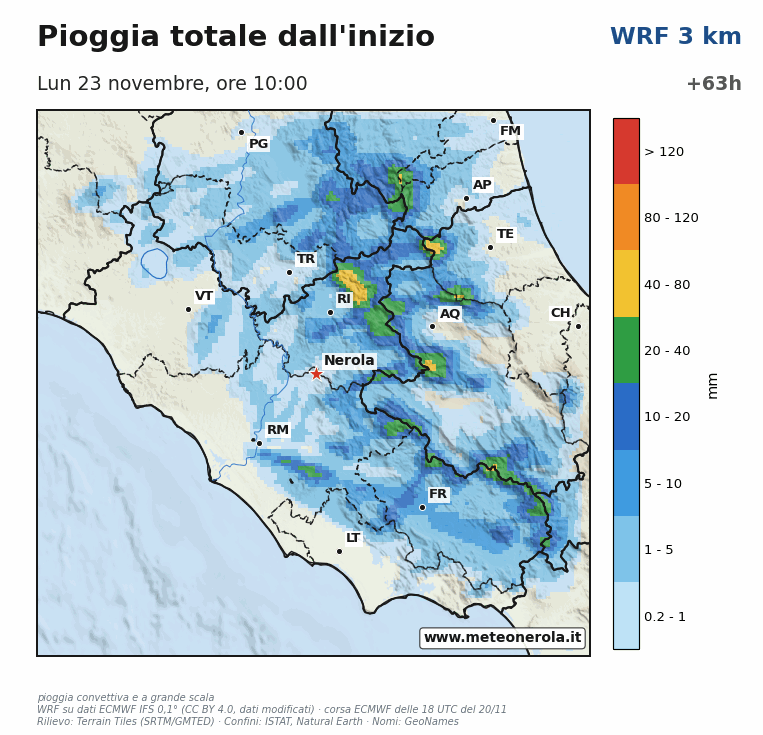 Pioggia totale dall'inizio
WRF 3 km
Lun 23 novembre, ore 10:00
+63h
FM
PG
AP
TE
TR
RI
VT
AQ
CH
Nerola
RM
FR
LT
www.meteonerola.it
> 120
80 - 120
40 - 80
20 - 40
10 - 20
5 - 10
1 - 5
0.2 - 1
mm
pioggia convettiva e a grande scala
WRF su dati ECMWF IFS 0,1° (CC BY 4.0, dati modificati) · corsa ECMWF delle 18 UTC del 20/11
Rilievo: Terrain Tiles (SRTM/GMTED) · Confini: ISTAT, Natural Earth · Nomi: GeoNames